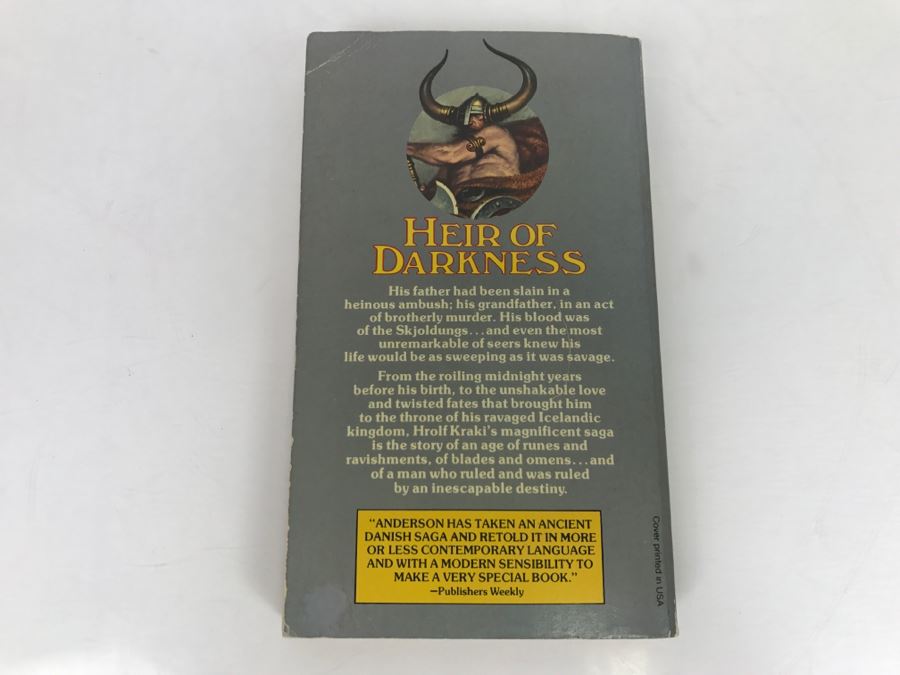 HEIR OF
DARKNESS
His father had been slain in a
heinous ambush; his grandfather, in an act
of brotherly murder. His blood was
of the Skjoldungs...and even the most
unremarkable of seers knew his
life would be as sweeping as it was savage.
From the roiling midnight years
before his birth, to the unshakable love
and twisted fates that brought him
to the throne of his ravaged Icelandic
kingdom, Hrolf Kraki's magnificent saga
is the story of an age of runes and
ravishments, of blades and omens...and
of a man who ruled and was ruled
by an inescapable destiny.
"ANDERSON HAS TAKEN AN ANCIENT
DANISH SAGA AND RETOLD IT IN MORE
OR LESS CONTEMPORARY LANGUAGE
AND WITH A MODERN SENSIBILITY TO
MAKE A VERY SPECIAL BOOK."
—Publishers Weekly
Cover printed in USA